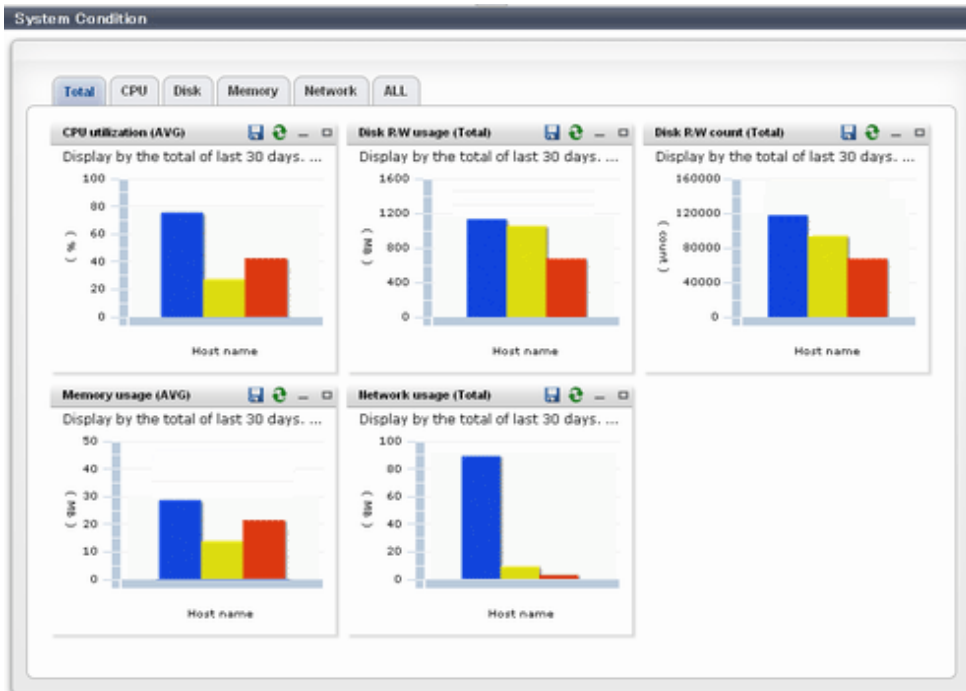 System Condition
Total CPU Disk Memory Network ALL
CPU utilization (AVG)
Display by the total of last 30 days. ...
100
80
60
40
20
0
( % )
Host name
Disk R/W usage (Total)
Display by the total of last 30 days. ...
1600
1200
800
400
0
( MB )
Host name
Disk R/W count (Total)
Display by the total of last 30 days. ...
160000
120000
80000
40000
0
( count )
Host name
Memory usage (AVG)
Display by the total of last 30 days. ...
50
40
30
20
10
0
( MB )
Host name
Network usage (Total)
Display by the total of last 30 days. ...
100
80
60
40
20
0
( MB )
Host name